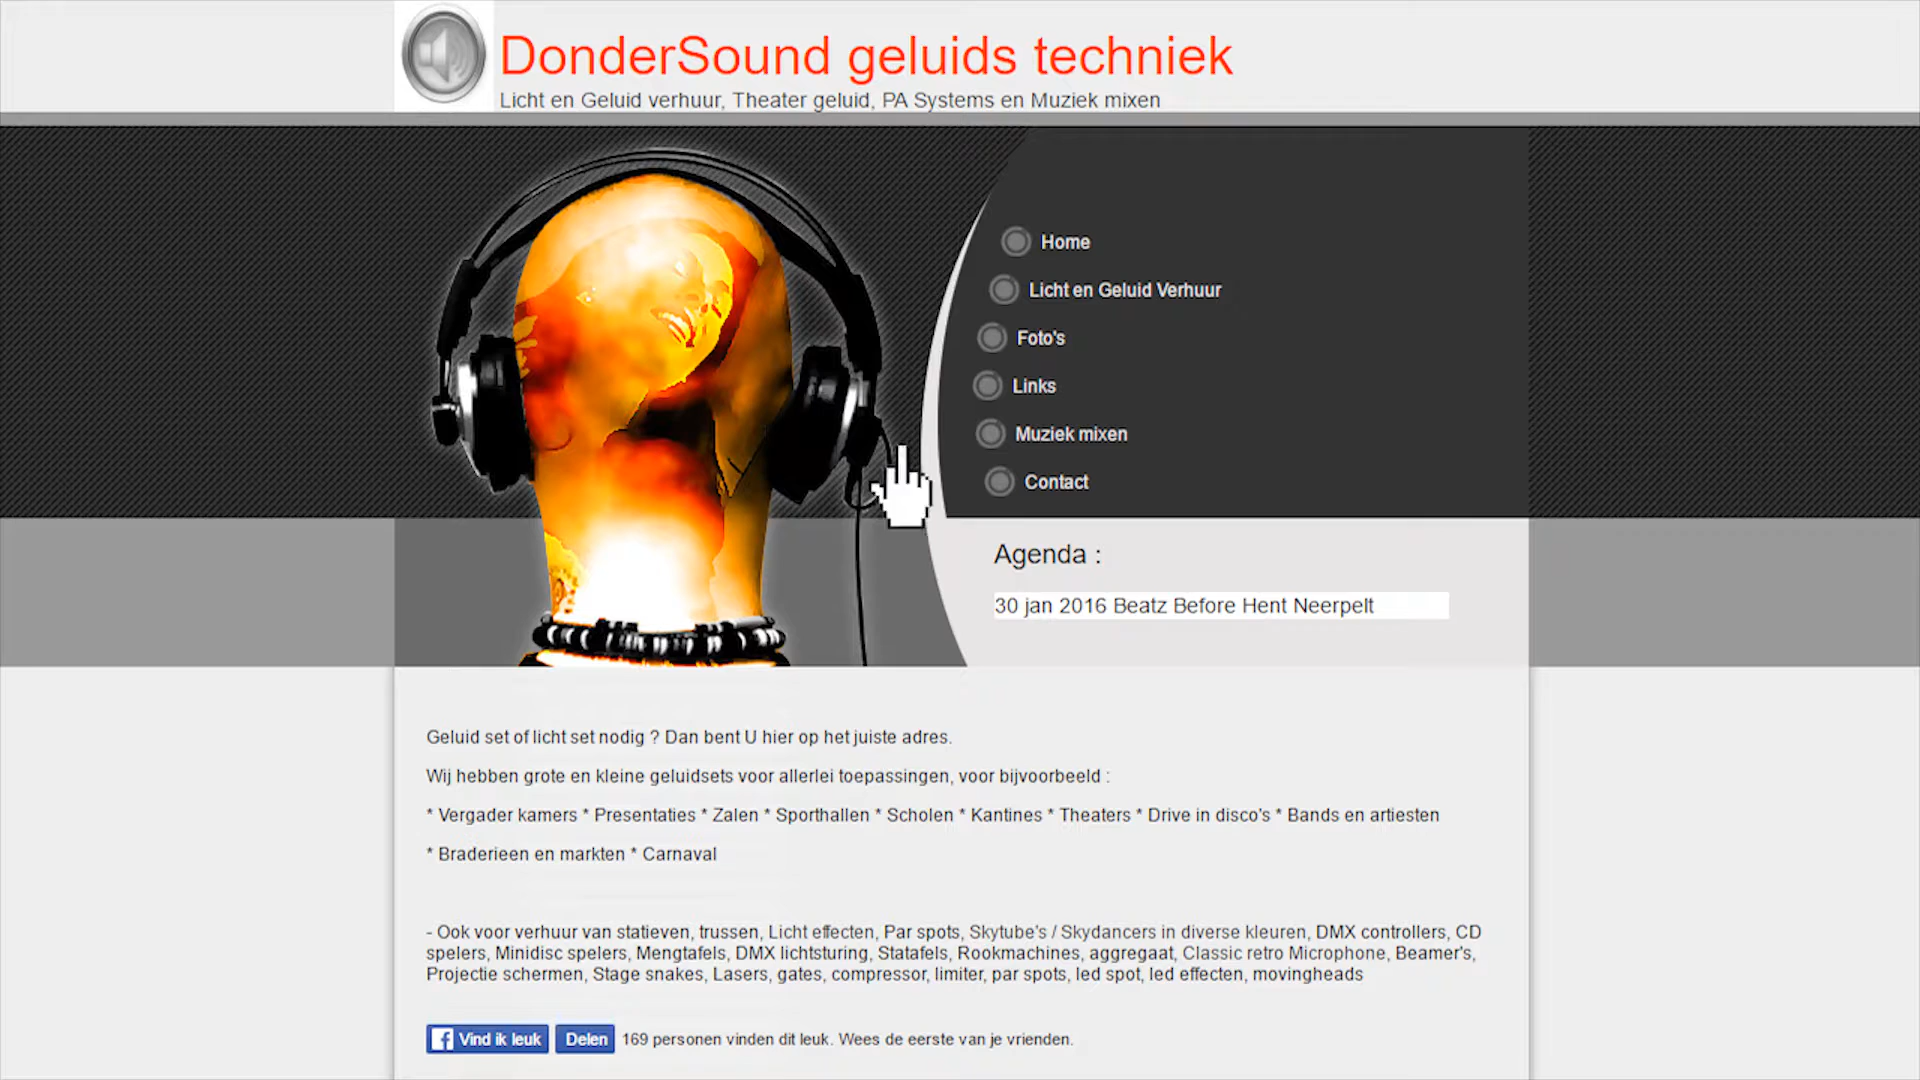 DonderSound geluids techniek
Licht en Geluid verhuur, Theater geluid, PA Systems en Muziek mixen
Home
Licht en Geluid Verhuur
Foto's
Links
Muziek mixen
Contact
Agenda :
30 jan 2016 Beatz Before Hent Neerpelt
Geluid set of licht set nodig ? Dan bent U hier op het juiste adres.
Wij hebben grote en kleine geluidsets voor allerlei toepassingen, voor bijvoorbeeld :
* Vergader kamers * Presentaties * Zalen * Sporthallen * Scholen * Kantines * Theaters * Drive in disco's * Bands en artiesten
* Braderieen en markten * Carnaval
- Ook voor verhuur van statieven, trussen, Licht effecten, Par spots, Skytube's / Skydancers in diverse kleuren, DMX controllers, CD
spelers, Minidisc spelers, Mengtafels, DMX lichtsturing, Statafels, Rookmachines, aggregaat, Classic retro Microphone, Beamer's,
Projectie schermen, Stage snakes, Lasers, gates, compressor, limiter, par spots, led spot, led effecten, movingheads
Vind ik leuk Delen 169 personen vinden dit leuk. Wees de eerste van je vrienden.